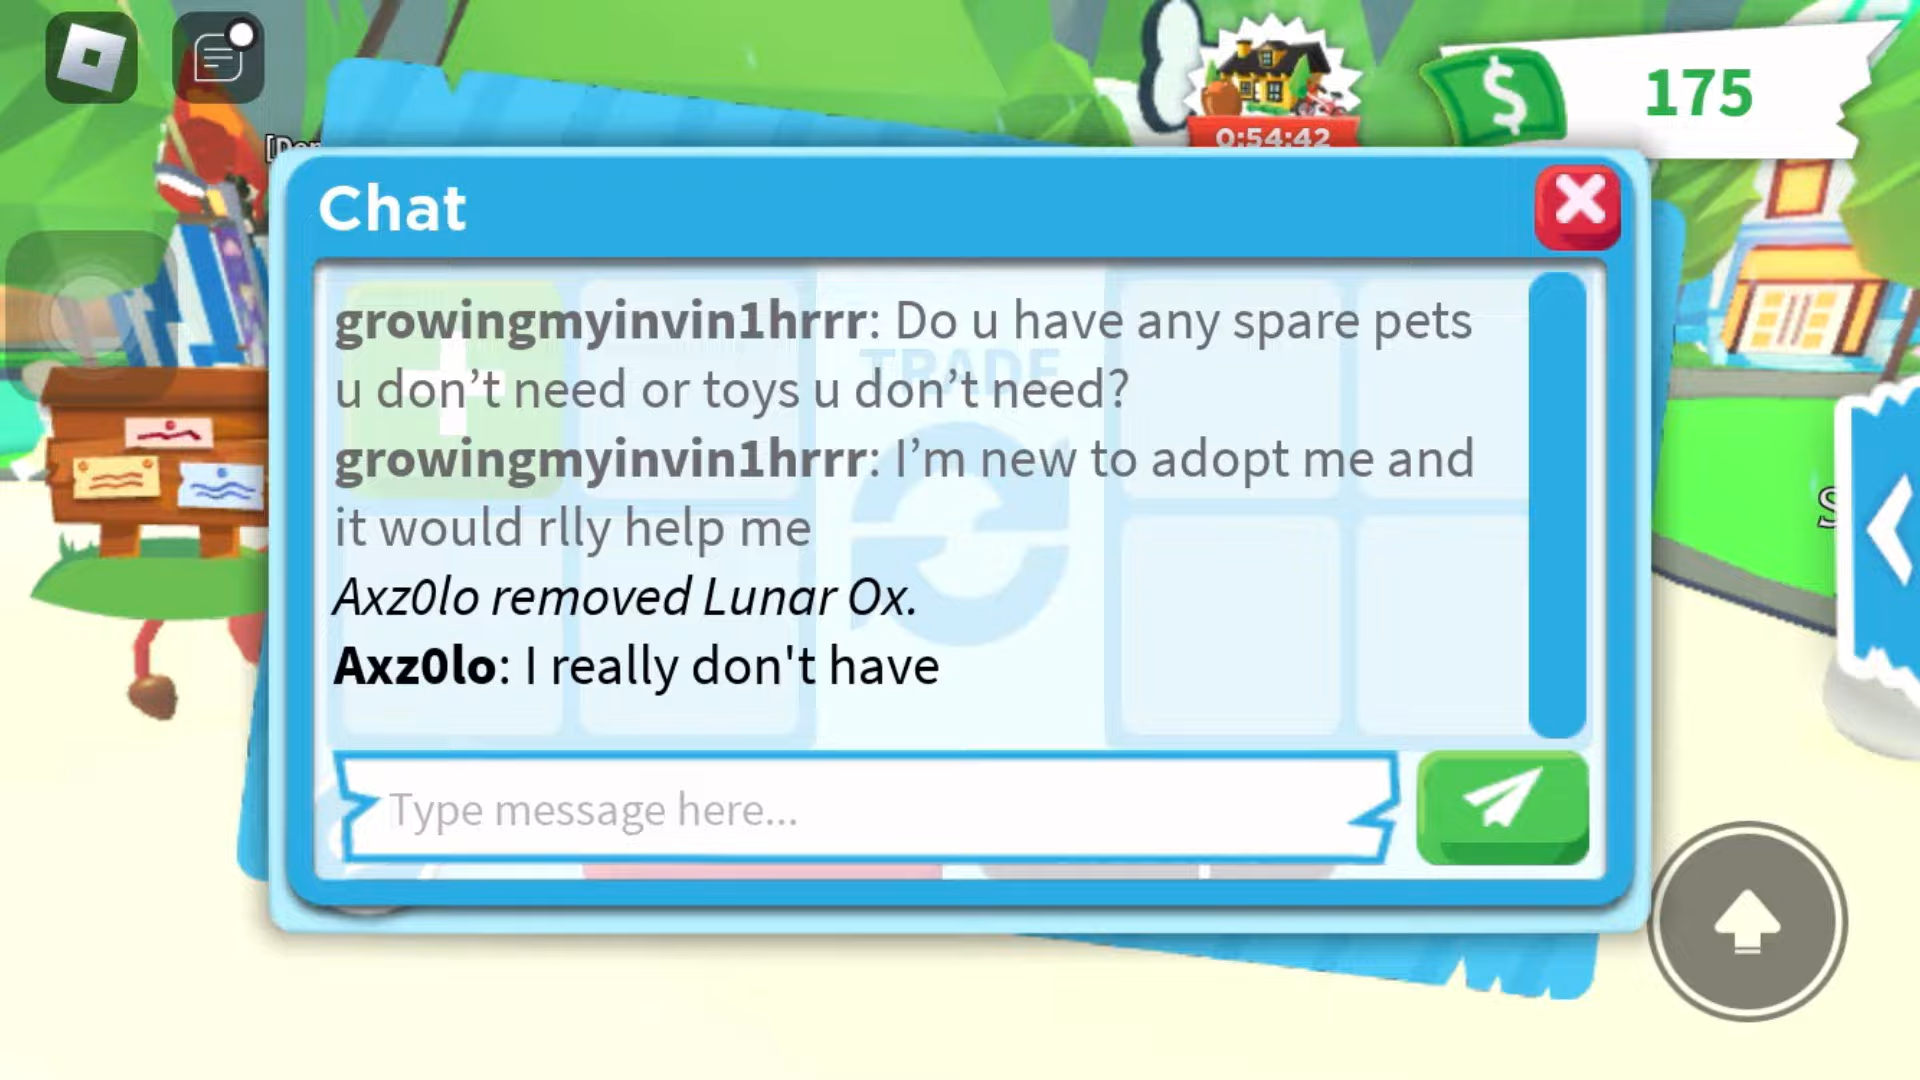 175
0:54:42
Chat
growingmyinvin1hrrr: Do u have any spare pets
u don’t need or toys u don’t need?
growingmyinvin1hrrr: I’m new to adopt me and
it would rlly help me
Axz0lo removed Lunar Ox.
Axz0lo: I really don't have
TRADE
Type message here...